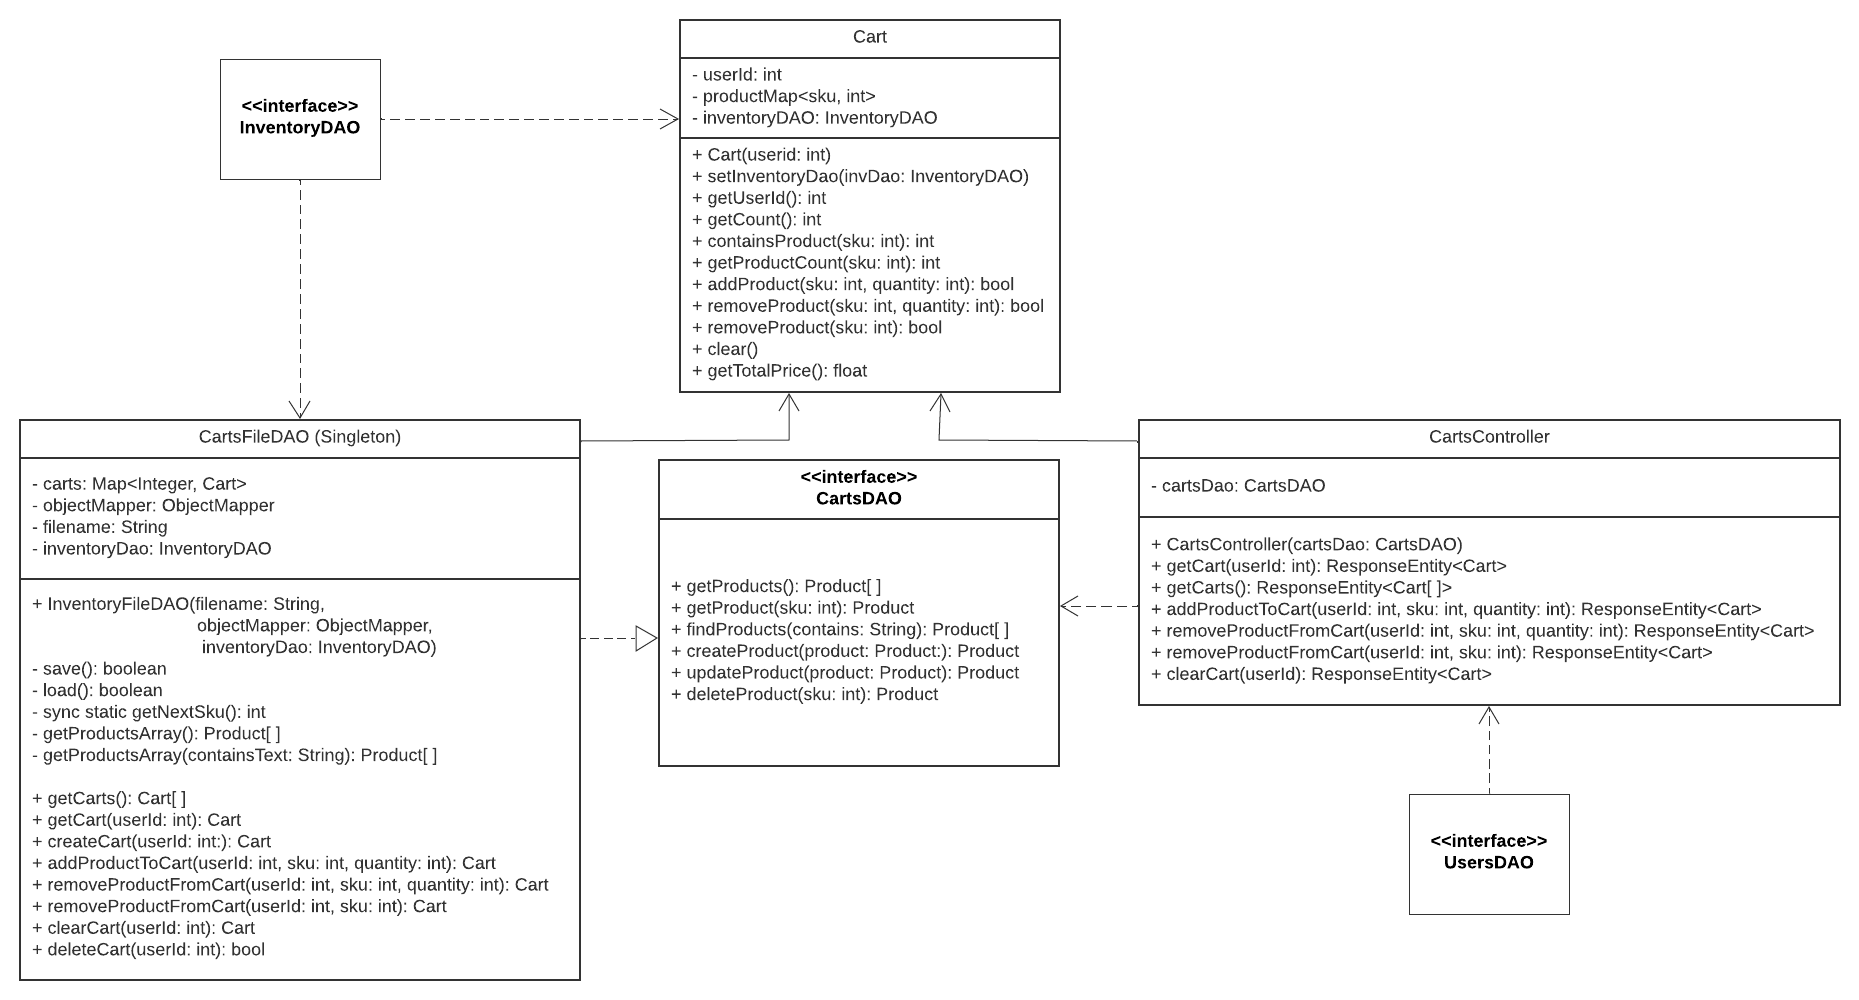 Cart
- userId: int
- productMap<sku, int>
- inventoryDAO: InventoryDAO
+ Cart(userid: int)
+ setInventoryDao(invDao: InventoryDAO)
+ getUserId(): int
+ getCount(): int
+ containsProduct(sku: int): int
+ getProductCount(sku: int): int
+ addProduct(sku: int, quantity: int): bool
+ removeProduct(sku: int, quantity: int): bool
+ removeProduct(sku: int): bool
+ clear()
+ getTotalPrice(): float
<<interface>>
InventoryDAO
CartsFileDAO (Singleton)
- carts: Map<Integer, Cart>
- objectMapper: ObjectMapper
- filename: String
- inventoryDao: InventoryDAO
+ InventoryFileDAO(filename: String,
objectMapper: ObjectMapper,
inventoryDao: InventoryDAO)
- save(): boolean
- load(): boolean
- sync static getNextSku(): int
- getProductsArray(): Product[ ]
- getProductsArray(containsText: String): Product[ ]
+ getCarts(): Cart[ ]
+ getCart(userId: int): Cart
+ createCart(userId: int:): Cart
+ addProductToCart(userId: int, sku: int, quantity: int): Cart
+ removeProductFromCart(userId: int, sku: int, quantity: int): Cart
+ removeProductFromCart(userId: int, sku: int): Cart
+ clearCart(userId: int): Cart
+ deleteCart(userId: int): bool
<<interface>>
CartsDAO
+ getProducts(): Product[ ]
+ getProduct(sku: int): Product
+ findProducts(contains: String): Product[ ]
+ createProduct(product: Product:): Product
+ updateProduct(product: Product): Product
+ deleteProduct(sku: int): Product
CartsController
- cartsDao: CartsDAO
+ CartsController(cartsDao: CartsDAO)
+ getCart(userId: int): ResponseEntity<Cart>
+ getCarts(): ResponseEntity<Cart[ ]>
+ addProductToCart(userId: int, sku: int, quantity: int): ResponseEntity<Cart>
+ removeProductFromCart(userId: int, sku: int, quantity: int): ResponseEntity<Cart>
+ removeProductFromCart(userId: int, sku: int): ResponseEntity<Cart>
+ clearCart(userId): ResponseEntity<Cart>
<<interface>>
UsersDAO